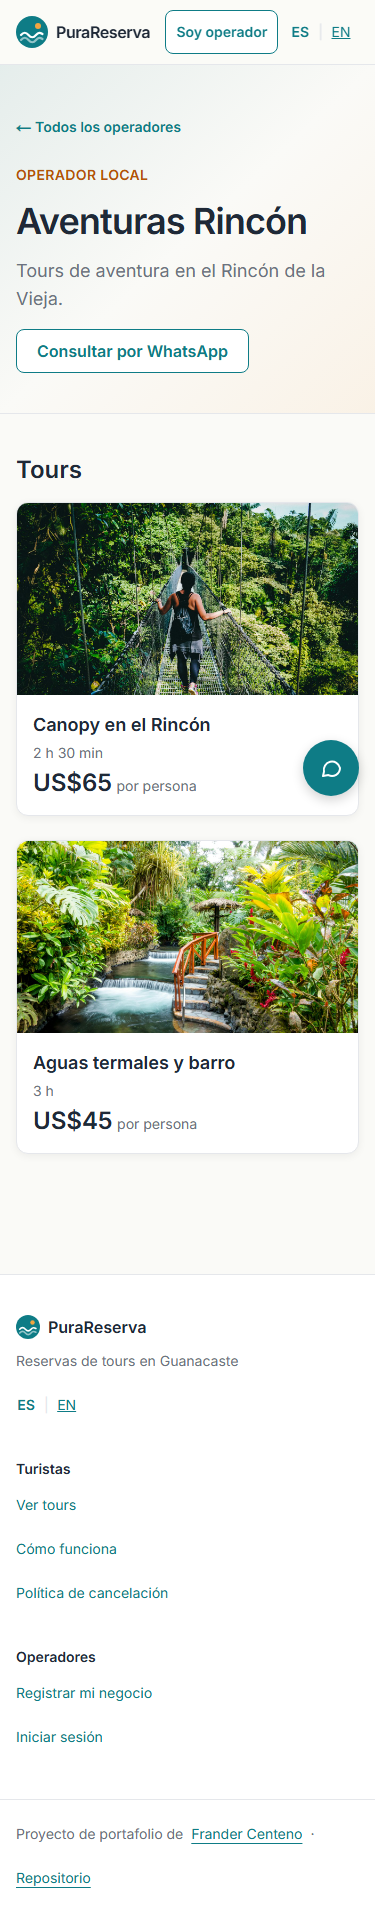 PuraReserva
Soy operador
ES | EN
← Todos los operadores
OPERADOR LOCAL
Aventuras Rincón
Tours de aventura en el Rincón de la
Vieja.
Consultar por WhatsApp
Tours
Canopy en el Rincón
2 h 30 min
US$65 por persona
Aguas termales y barro
3 h
US$45 por persona
PuraReserva
Reservas de tours en Guanacaste
ES | EN
Turistas
Ver tours
Cómo funciona
Política de cancelación
Operadores
Registrar mi negocio
Iniciar sesión
Proyecto de portafolio de Frander Centeno ·
Repositorio